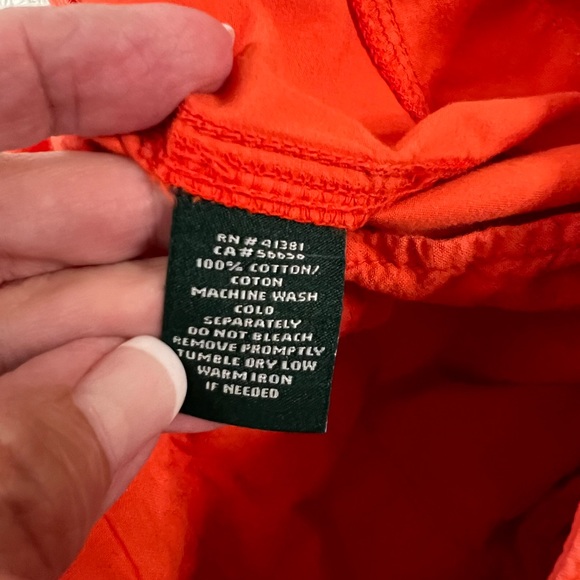 RN # 41381
CA # 56656
100% COTTON/
COTON
MACHINE WASH
COLD
SEPARATELY
DO NOT BLEACH
REMOVE PROMPTLY
TUMBLE DRY LOW
WARM IRON
IF NEEDED